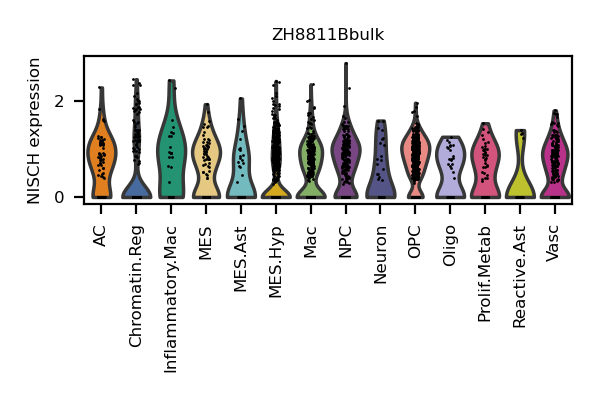 ZH8811Bbulk
NISCH expression
2
0
AC
Chromatin.Reg
Inflammatory.Mac
MES
MES.Ast
MES.Hyp
Mac
NPC
Neuron
OPC
Oligo
Prolif.Metab
Reactive.Ast
Vasc